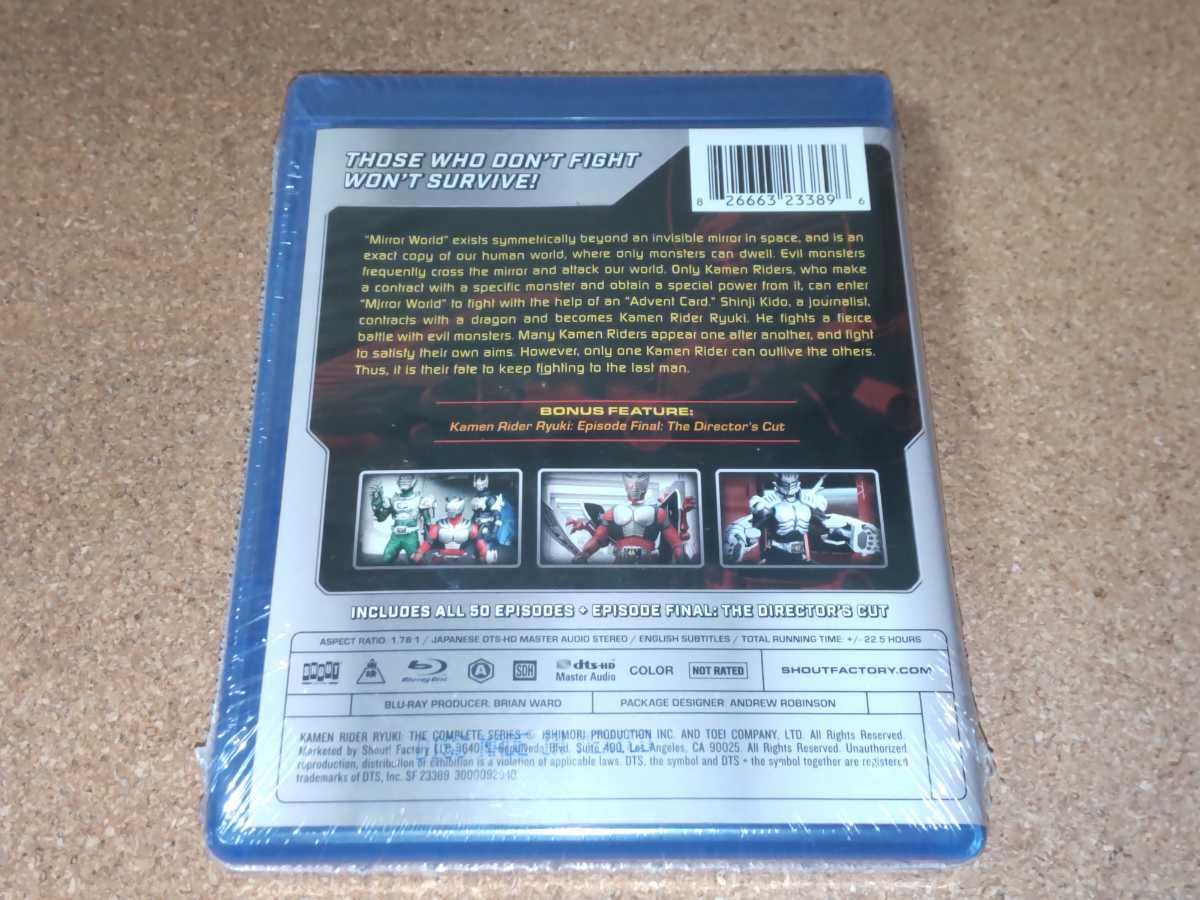 THOSE WHO DON'T FIGHT
WON'T SURVIVE!
8 26663 23389 6
"Mirror World" exists symmetrically beyond an invisible mirror in space, and is an
exact copy of our human world, where only monsters can dwell. Evil monsters
frequently cross the mirror and attack our world. Only Kamen Riders, who make
a contract with a specific monster and obtain a special power from it, can enter
"Mirror World" to fight with the help of an "Advent Card." Shinji Kido, a journalist,
contracts with a dragon and becomes Kamen Rider Ryuki. He fights a fierce
battle with evil monsters. Many Kamen Riders appear one after another, and fight
to satisfy their own aims. However, only one Kamen Rider can outlive the others.
Thus, it is their fate to keep fighting to the last man.
BONUS FEATURE:
Kamen Rider Ryuki: Episode Final: The Director's Cut
INCLUDES ALL 50 EPISODES + EPISODE FINAL: THE DIRECTOR'S CUT
ASPECT RATIO 1.78:1 / JAPANESE DTS-HD MASTER AUDIO STEREO / ENGLISH SUBTITLES / TOTAL RUNNING TIME: +/- 22.5 HOURS
SHOUT! Blu-ray Disc A SDH dts-HD Master Audio COLOR NOT RATED SHOUTFACTORY.COM
BLU-RAY PRODUCER: BRIAN WARD PACKAGE DESIGNER ANDREW ROBINSON
KAMEN RIDER RYUKI: THE COMPLETE SERIES © ISHIMORI PRODUCTION INC. AND TOEI COMPANY, LTD. All Rights Reserved.
Marketed by Shout! Factory Sepulveda Blvd. Suite 400, Los Angeles, CA 90025. All Rights Reserved. Unauthorized
reproduction, distribution or exhibition is a violation of applicable laws. DTS, the symbol and DTS + the symbol together are registered
trademarks of DTS, Inc. SF 23389